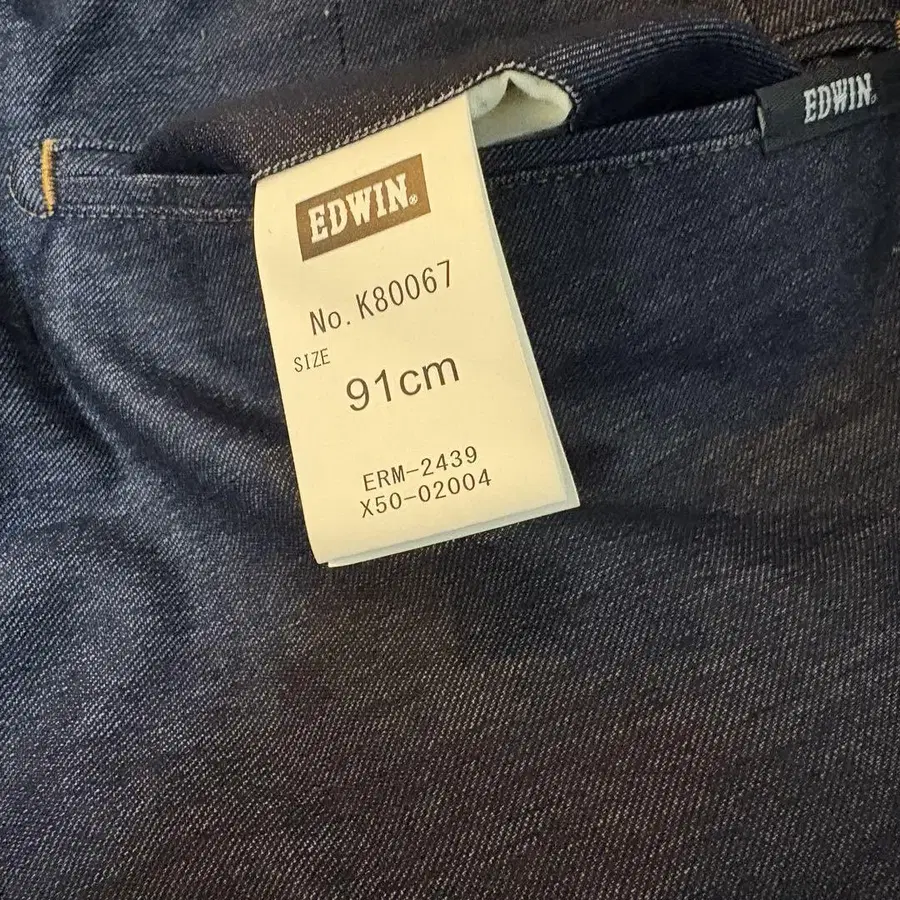 EDWIN®
No. K80067
SIZE
91cm
ERM-2439
X50-02004
EDWIN®